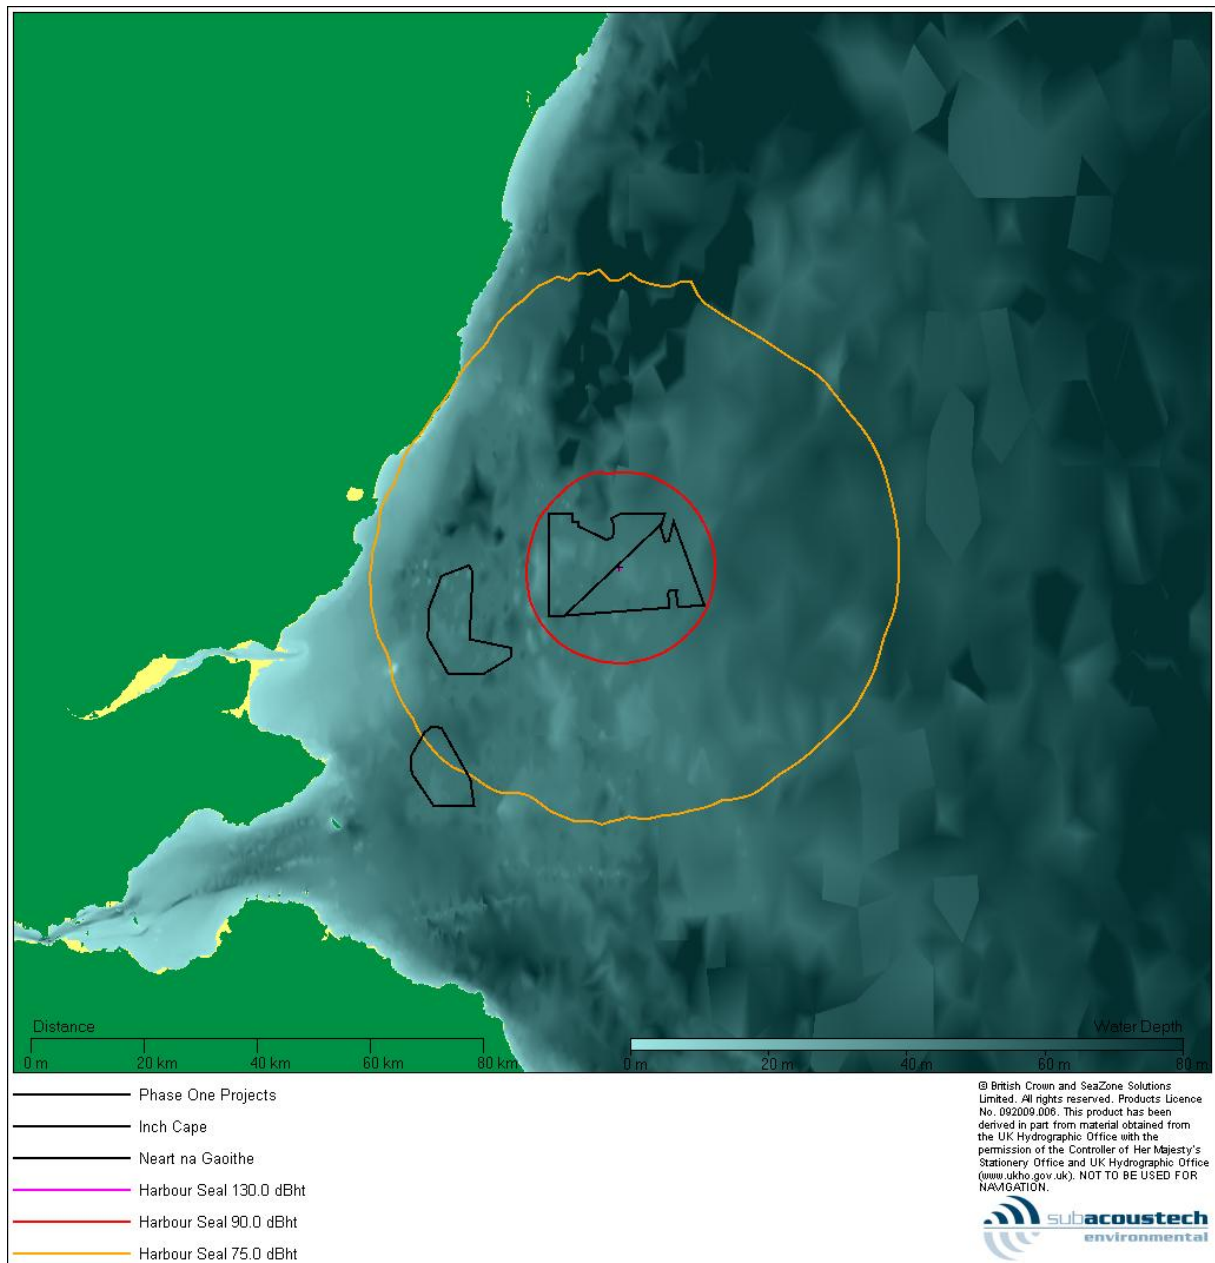 Distance
0 m 20 km 40 km 60 km 80 km
Water Depth
0 m 20 m 40 m 60 m 80 m
Phase One Projects
Inch Cape
Neart na Gaoithe
Harbour Seal 130.0 dBht
Harbour Seal 90.0 dBht
Harbour Seal 75.0 dBht
© British Crown and SeaZone Solutions
Limited. All rights reserved. Products Licence
No. 092009.006. This product has been
derived in part from material obtained from
the UK Hydrographic Office with the
permission of the Controller of Her Majesty's
Stationery Office and UK Hydrographic Office
(www.ukho.gov.uk). NOT TO BE USED FOR
NAVIGATION.
subacoustech
environmental